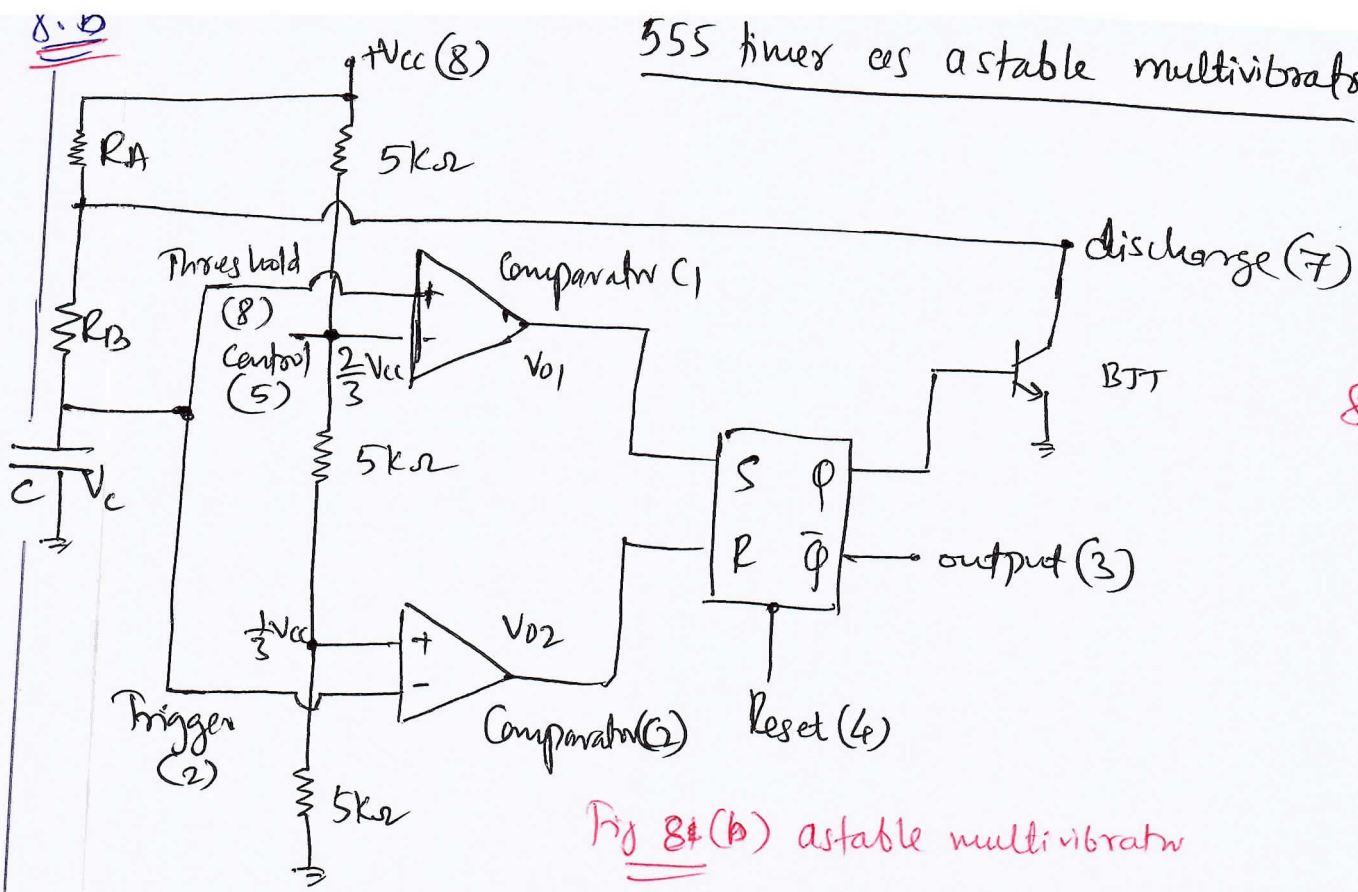 8.b
555 timer as astable multivibrato
+Vcc (8)
RA
5KΩ
discharge (7)
Threshold
(8)
Comparator C1
+
-
RB
Control
(5)
2/3 Vcc
VO1
BJT
8
5KΩ
C
Vc
S Q
R Q̄
output (3)
1/3 Vcc
+
-
VO2
Trigger
(2)
Comparator (2)
Reset (4)
5KΩ
Fig 8(b) astable multivibrator